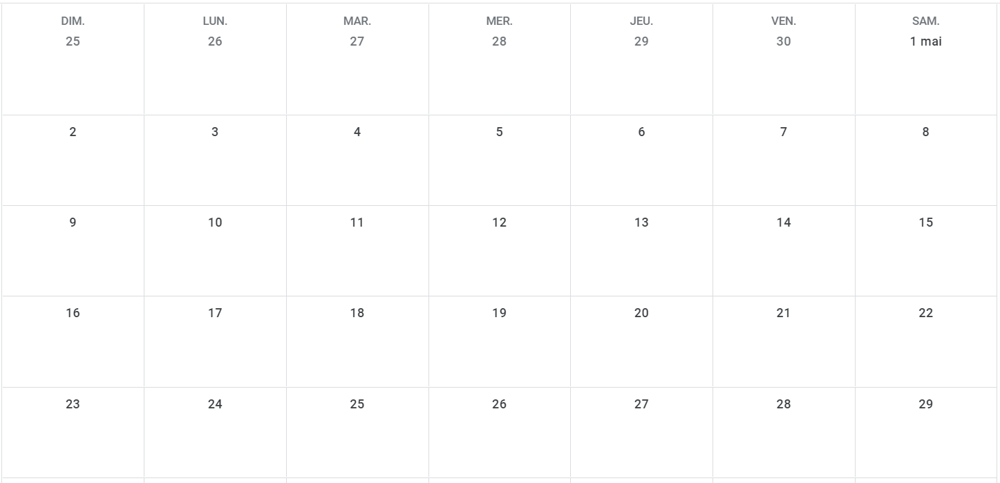 DIM. LUN. MAR. MER. JEU. VEN. SAM.
25 26 27 28 29 30 1 mai
2 3 4 5 6 7 8
9 10 11 12 13 14 15
16 17 18 19 20 21 22
23 24 25 26 27 28 29